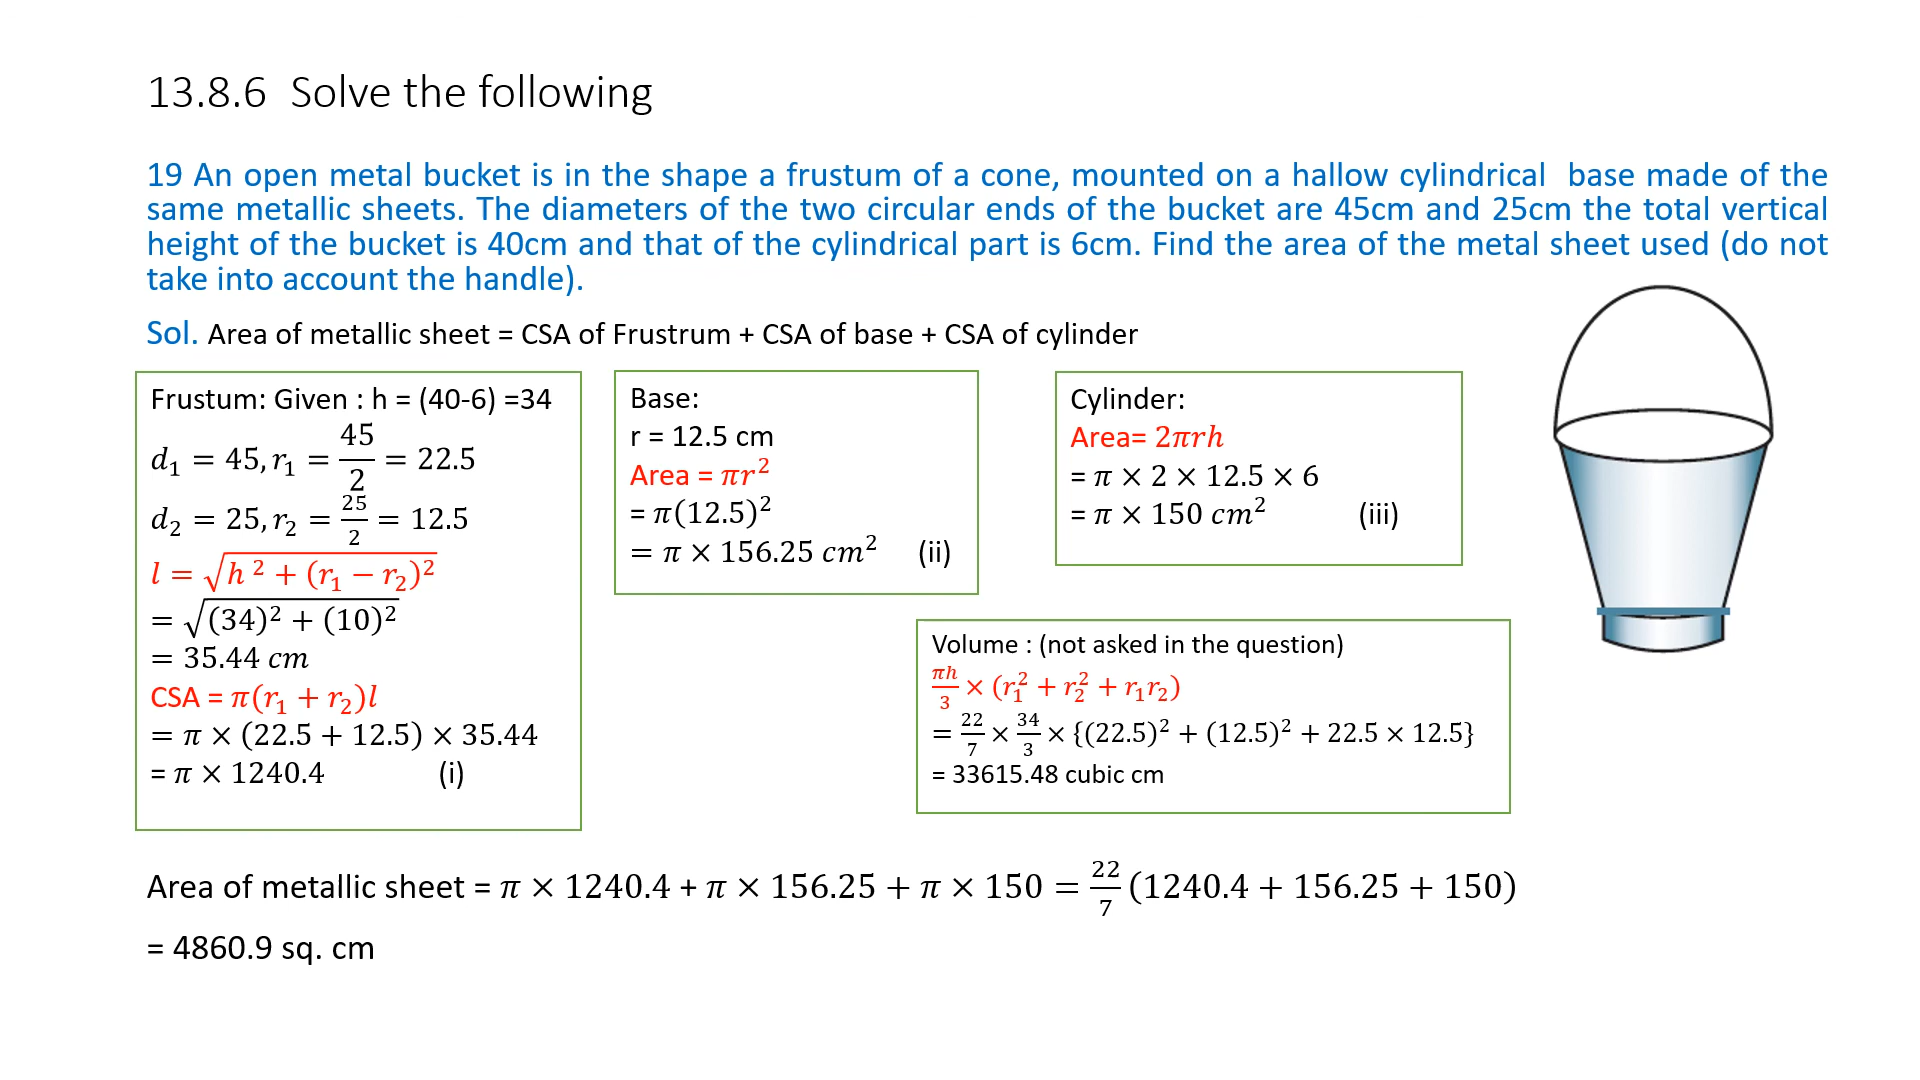 13.8.6 Solve the following
19 An open metal bucket is in the shape a frustum of a cone, mounted on a hallow cylindrical base made of the
same metallic sheets. The diameters of the two circular ends of the bucket are 45cm and 25cm the total vertical
height of the bucket is 40cm and that of the cylindrical part is 6cm. Find the area of the metal sheet used (do not
take into account the handle).
Sol. Area of metallic sheet = CSA of Frustrum + CSA of base + CSA of cylinder
Frustum: Given : h = (40-6) =34
d₁ = 45, r₁ = 45/2 = 22.5
d₂ = 25, r₂ = 25/2 = 12.5
l = √(h ² + (r₁ − r₂)²)
= √((34)² + (10)²)
= 35.44 cm
CSA = π(r₁ + r₂)l
= π × (22.5 + 12.5) × 35.44
= π × 1240.4 (i)
Base:
r = 12.5 cm
Area = πr²
= π(12.5)²
= π × 156.25 cm² (ii)
Cylinder:
Area= 2πrh
= π × 2 × 12.5 × 6
= π × 150 cm² (iii)
Volume : (not asked in the question)
πh/3 × (r₁² + r₂² + r₁r₂)
= 22/7 × 34/3 × {(22.5)² + (12.5)² + 22.5 × 12.5}
= 33615.48 cubic cm
Area of metallic sheet = π × 1240.4 + π × 156.25 + π × 150 = 22/7 (1240.4 + 156.25 + 150)
= 4860.9 sq. cm